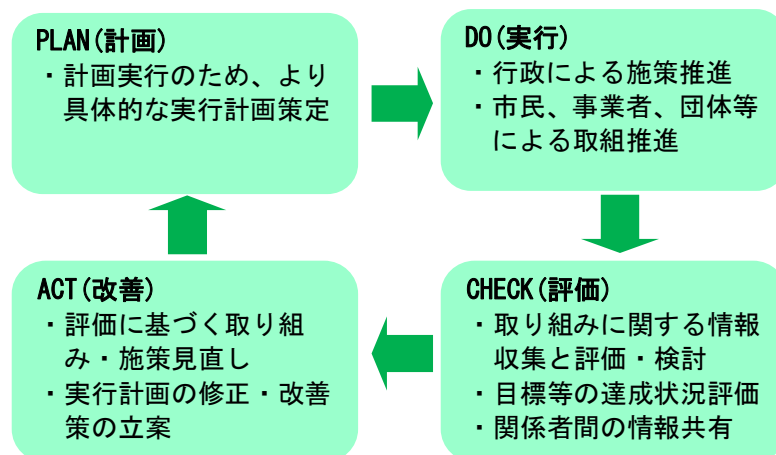 PLAN(計画)
・計画実行のため、より
具体的な実行計画策定
DO(実行)
・行政による施策推進
・市民、事業者、団体等
による取組推進
ACT(改善)
・評価に基づく取り組
み・施策見直し
・実行計画の修正・改善
策の立案
CHECK(評価)
・取り組みに関する情報
収集と評価・検討
・目標等の達成状況評価
・関係者間の情報共有